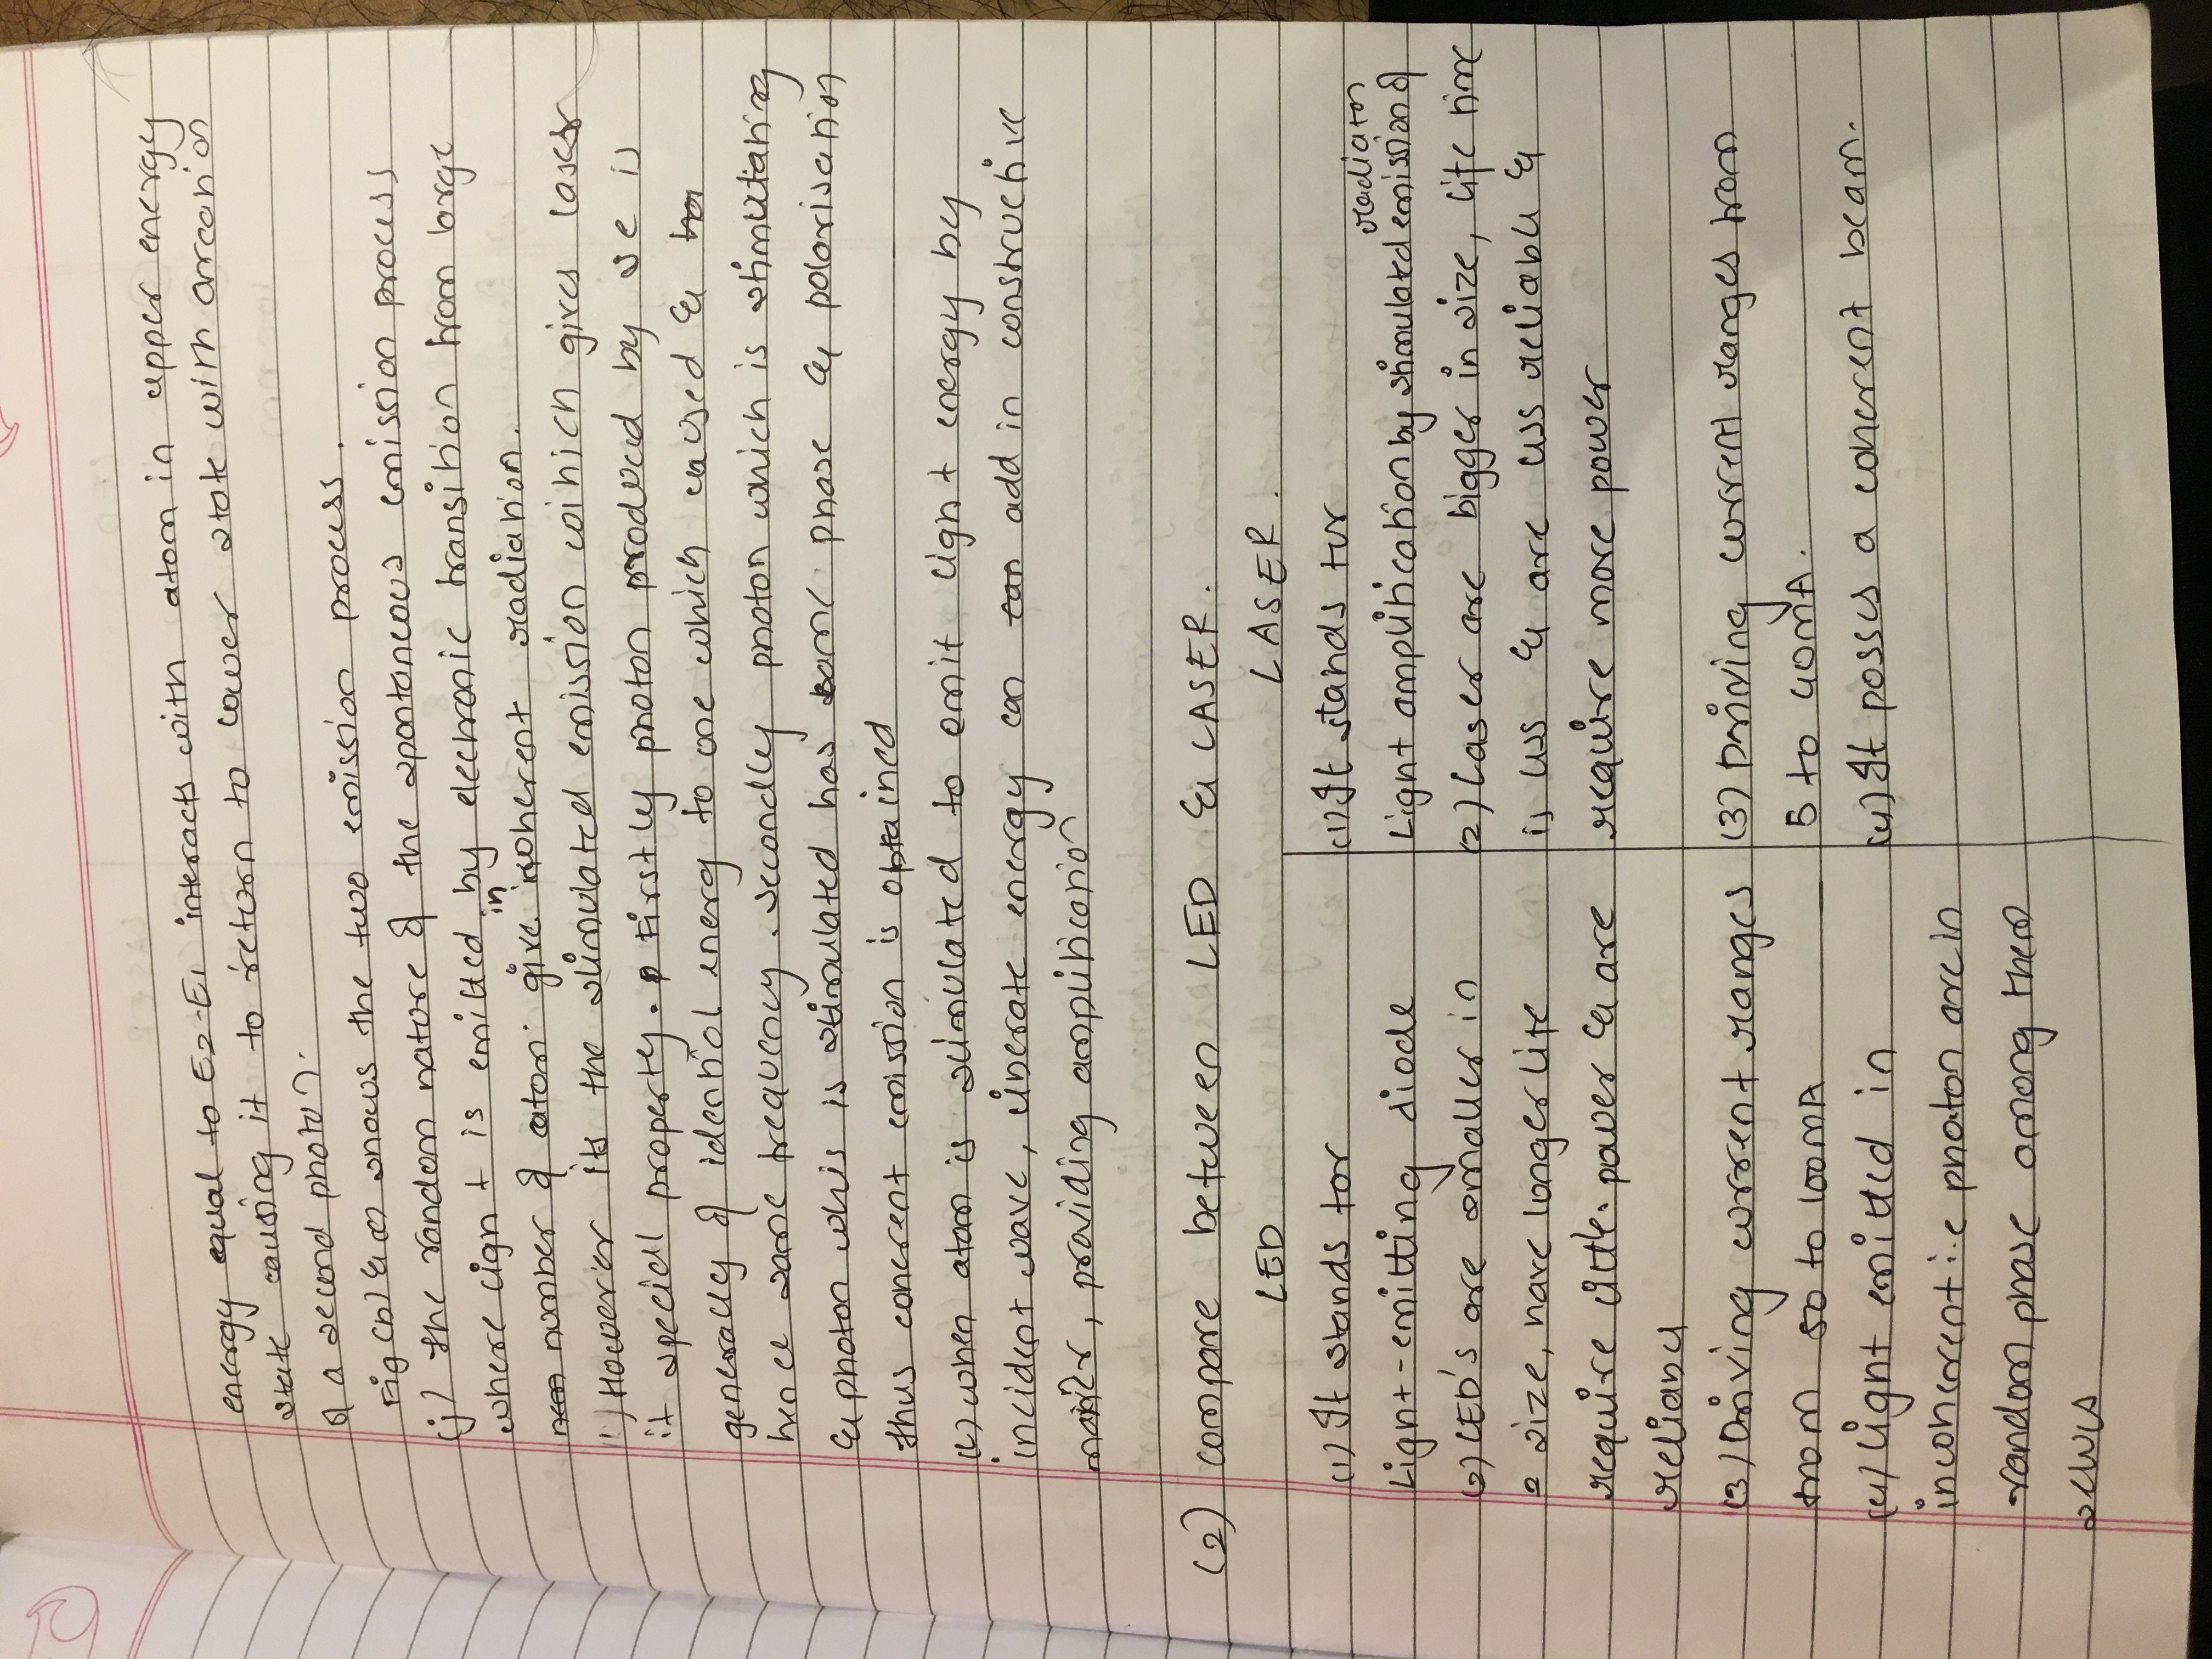 energy equal to E2-E1 interacts with atom in upper energy
state causing it to return to lower state with a creation
of a second photon.
Fig (b) & (c) shows the two emission process.
(j) The random nature of the spontaneous emission process
where light is emitted by electronic transition from large
number of atom. give incoherent radiation.
However its the stimulated emission which gives laser
it special property. Firstly photon produced by se is
generally of identical energy to one which caused &
hence same frequency. Secondly photon which is stimutating
& photon whis is stimulated has same phase & polarisation
thus coherent emission is obtained
when atom is stimulated to emit light energy by
incident wave, liberate energy can add in constructive
manner, providing amplification
(2) compare between LED & LASER.
LED
LASER.
(1) It stands for
Light-emitting diode
(2) LED's are smaller in
size, have longer life
require little. power & are
reliable
(3) Driving current ranges
from 50 to 100mA
(4) Light emitted in
incoherent i.e photon are in
random phase among them
selves
(1) It stands for
radiation
Light amplification by stimulated emission of
2) Laser are bigger in size, life time
is less & are less reliable &
require more power
(3) Driving current ranges from
5 to 40mA.
(4) It posses a coherent beam.